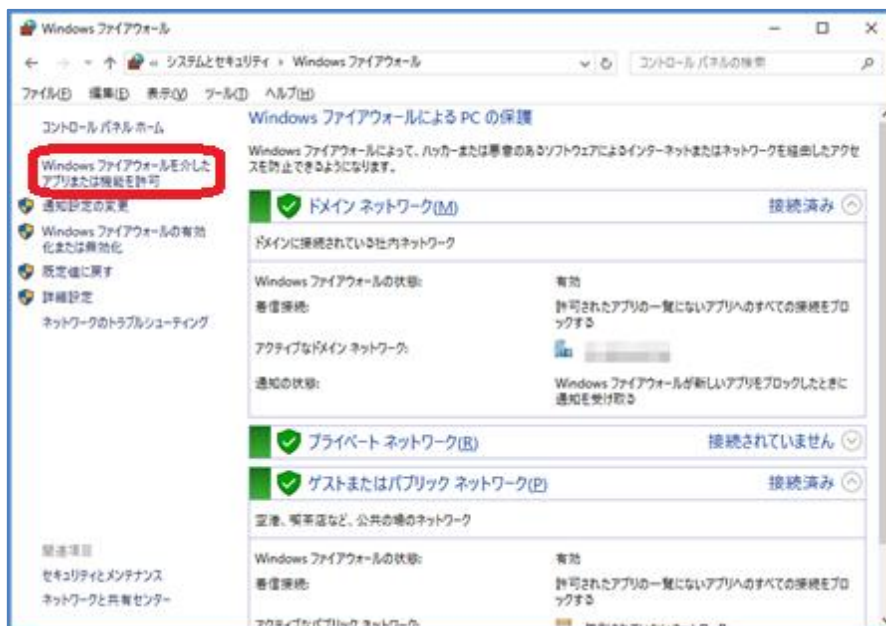 Windows ファイアウォール
システムとセキュリティ › Windows ファイアウォール
コントロール パネルの検索
ファイル(F) 編集(E) 表示(V) ツール(T) ヘルプ(H)
コントロール パネル ホーム
Windows ファイアウォールを介した
アプリまたは機能を許可
通知設定の変更
Windows ファイアウォールの有効
化または無効化
既定値に戻す
詳細設定
ネットワークのトラブルシューティング
関連項目
セキュリティとメンテナンス
ネットワークと共有センター
Windows ファイアウォールによる PC の保護
Windows ファイアウォールによって、ハッカーまたは悪意のあるソフトウェアによるインターネットまたはネットワークを経由したアクセ
スを防止できるようになります。
ドメイン ネットワーク(M) 接続済み
ドメインに接続されている社内ネットワーク
Windows ファイアウォールの状態: 有効
着信接続: 許可されたアプリの一覧にないアプリへのすべての接続をブロ
ックする
アクティブなドメイン ネットワーク:
通知の状態: Windows ファイアウォールが新しいアプリをブロックしたときに
通知を受け取る
プライベート ネットワーク(R) 接続されていません
ゲストまたはパブリック ネットワーク(P) 接続済み
空港、喫茶店など、公共の場のネットワーク
Windows ファイアウォールの状態: 有効
着信接続: 許可されたアプリの一覧にないアプリへのすべての接続をブロ
ックする
アクティブなパブリック ネットワーク: